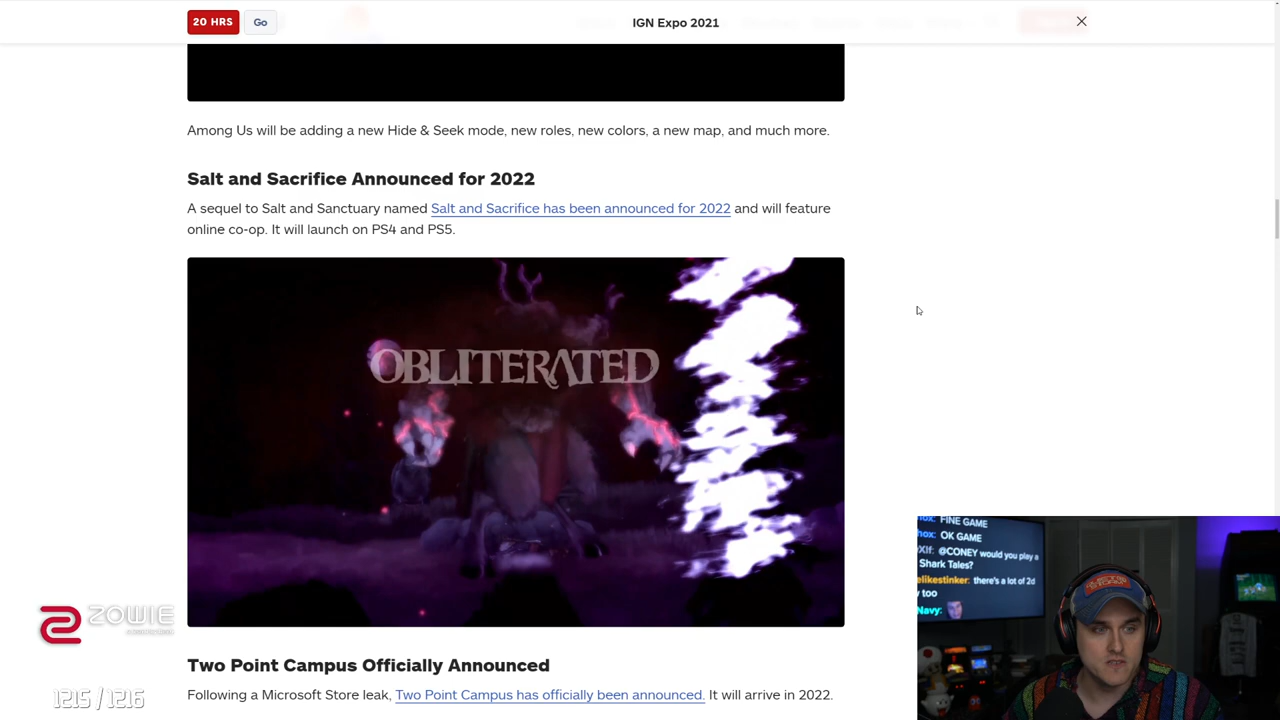 20 HRS
Go
IGN Expo 2021
Among Us will be adding a new Hide & Seek mode, new roles, new colors, a new map, and much more.
Salt and Sacrifice Announced for 2022
A sequel to Salt and Sanctuary named Salt and Sacrifice has been announced for 2022 and will feature
online co-op. It will launch on PS4 and PS5.
OBLITERATED
Two Point Campus Officially Announced
Following a Microsoft Store leak, Two Point Campus has officially been announced. It will arrive in 2022.
hox: FINE GAME
hox: OK GAME
@CONEY would you play a
Shark Tales?
elikestinker: there's a lot of 2d
too
Navy:
ZOWIE
1215 / 1216